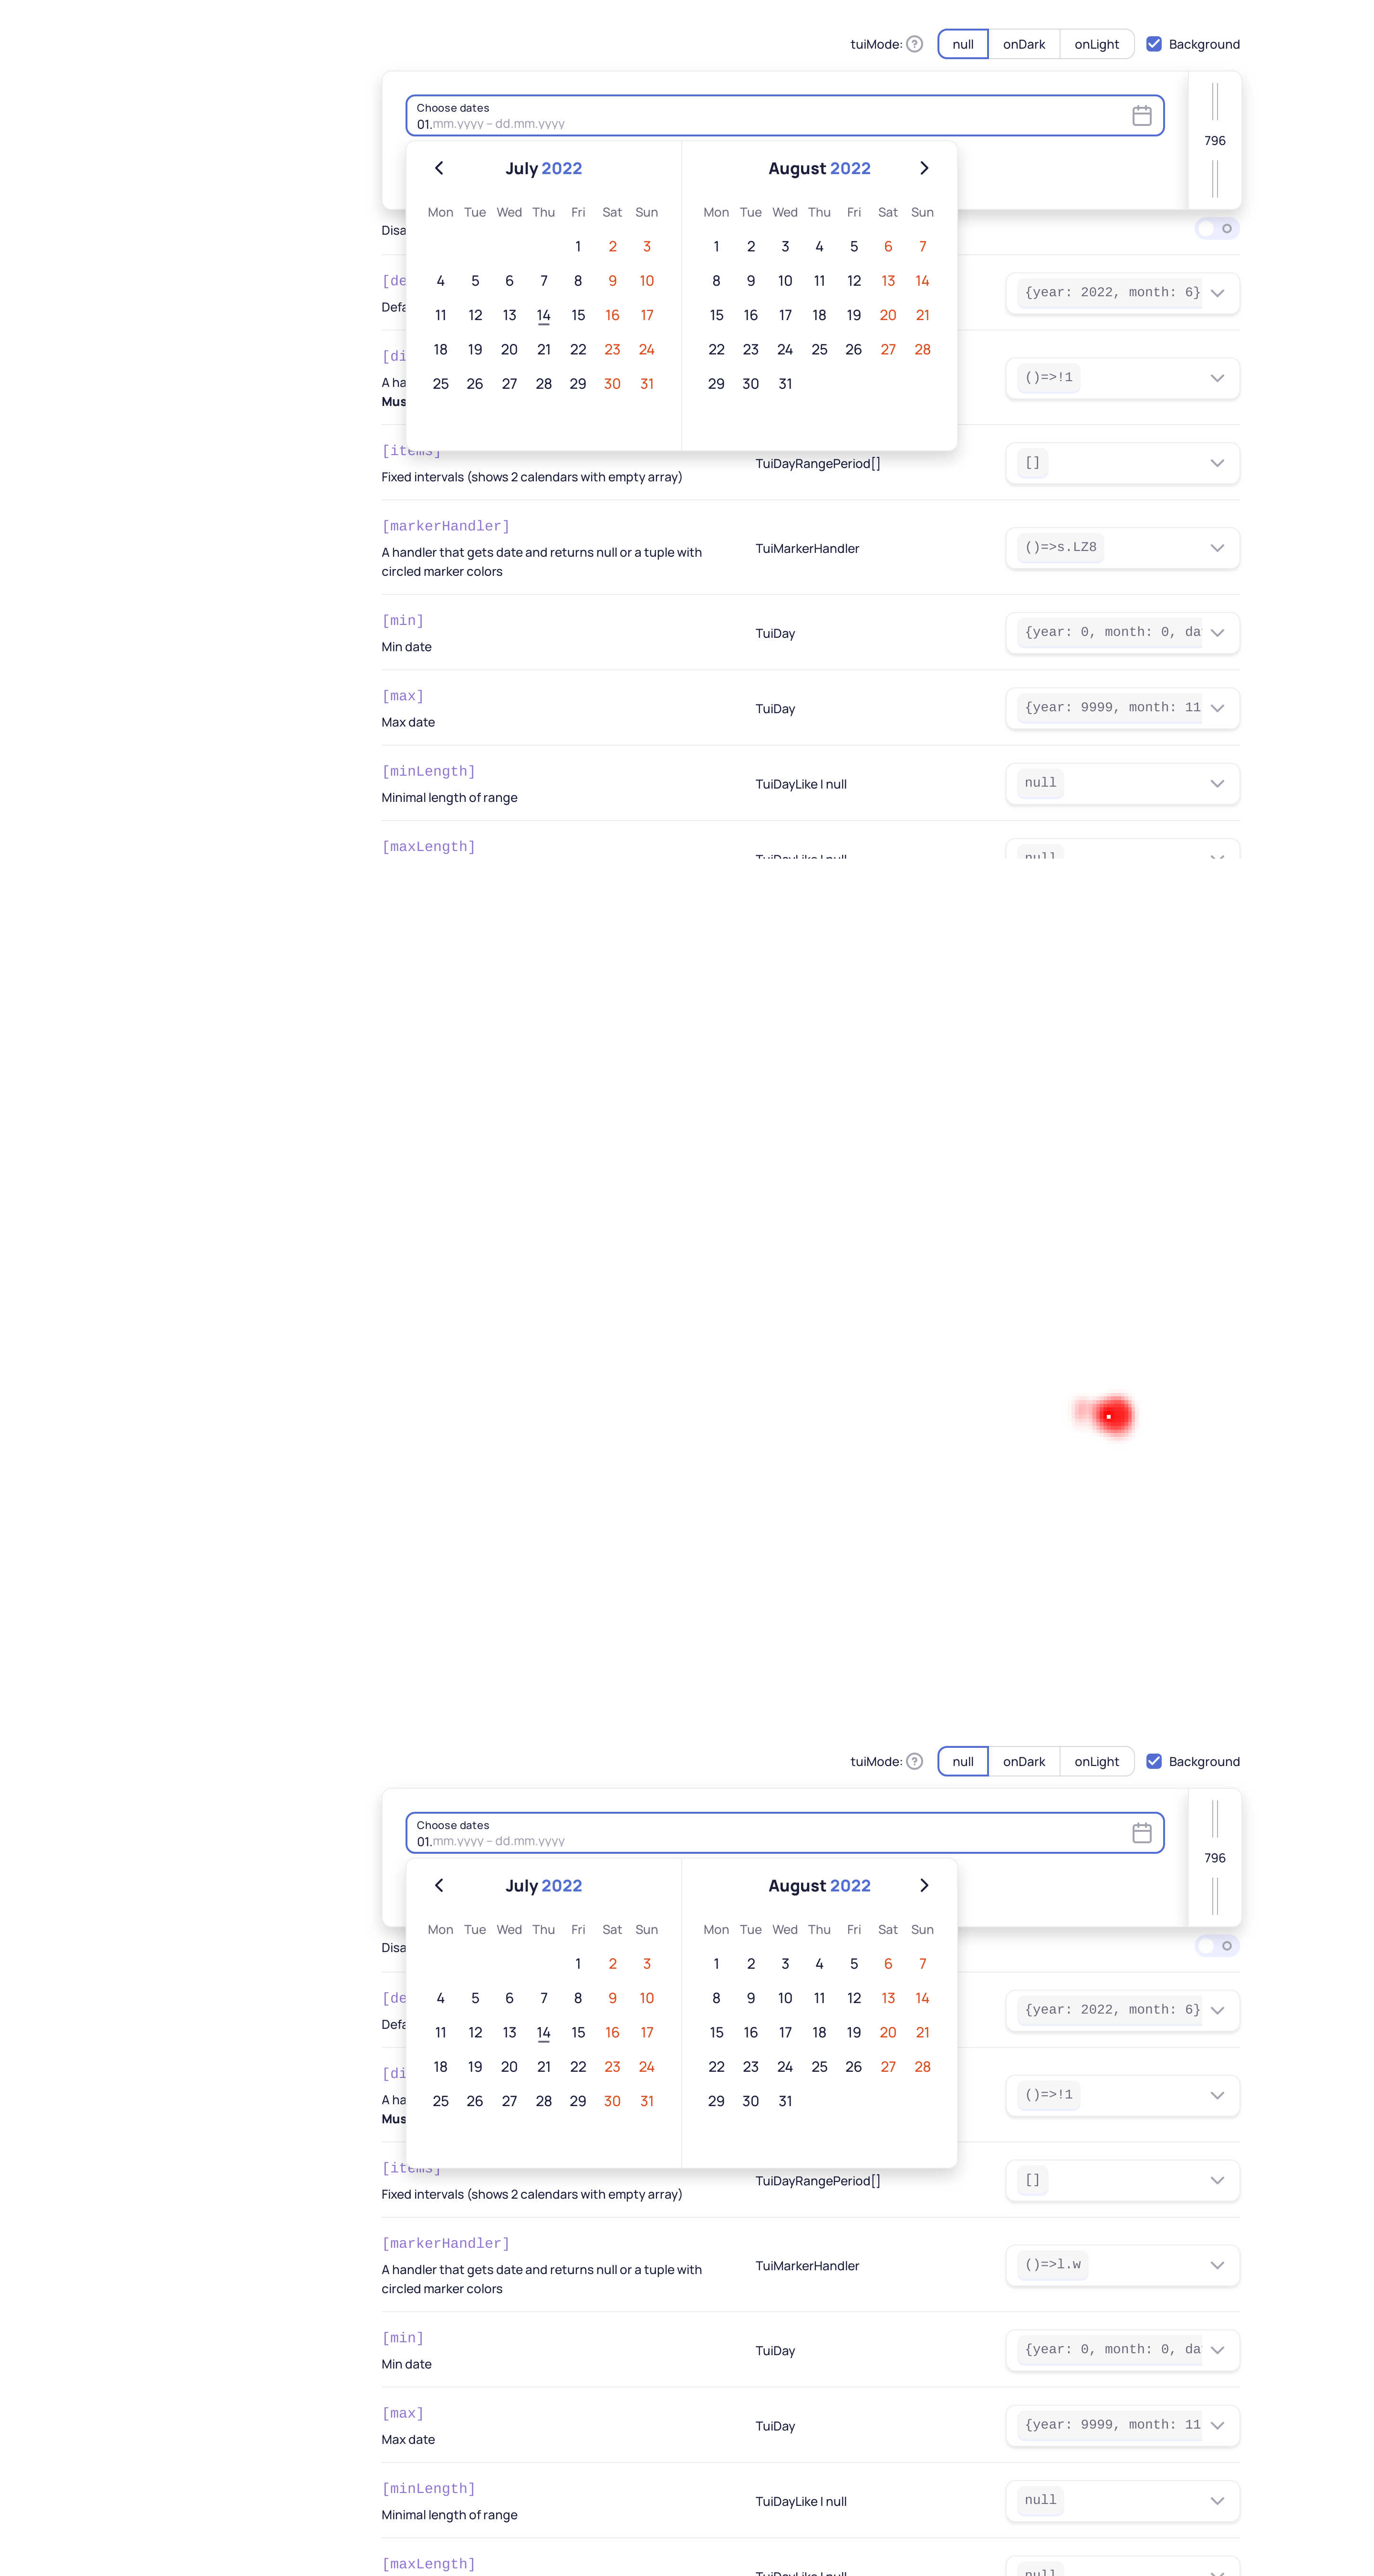 tuiMode: ? null onDark onLight Background
Choose dates
01.mm.yyyy – dd.mm.yyyy
796
July 2022 August 2022
Mon Tue Wed Thu Fri Sat Sun Mon Tue Wed Thu Fri Sat Sun
1 2 3 1 2 3 4 5 6 7
4 5 6 7 8 9 10 8 9 10 11 12 13 14
11 12 13 14 15 16 17 15 16 17 18 19 20 21
18 19 20 21 22 23 24 22 23 24 25 26 27 28
25 26 27 28 29 30 31 29 30 31
Disa
[de
Defa
{year: 2022, month: 6}
[di
A ha
Mus
()=>!1
[items]
Fixed intervals (shows 2 calendars with empty array)
TuiDayRangePeriod[]
[]
[markerHandler]
A handler that gets date and returns null or a tuple with
circled marker colors
TuiMarkerHandler
()=>s.LZ8
[min]
Min date
TuiDay
{year: 0, month: 0, da
[max]
Max date
TuiDay
{year: 9999, month: 11
[minLength]
Minimal length of range
TuiDayLike | null
null
[maxLength]
TuiDayLike | null
null
tuiMode: ? null onDark onLight Background
Choose dates
01.mm.yyyy – dd.mm.yyyy
796
July 2022 August 2022
Mon Tue Wed Thu Fri Sat Sun Mon Tue Wed Thu Fri Sat Sun
1 2 3 1 2 3 4 5 6 7
4 5 6 7 8 9 10 8 9 10 11 12 13 14
11 12 13 14 15 16 17 15 16 17 18 19 20 21
18 19 20 21 22 23 24 22 23 24 25 26 27 28
25 26 27 28 29 30 31 29 30 31
Disa
[de
Defa
{year: 2022, month: 6}
[di
A ha
Mus
()=>!1
[items]
Fixed intervals (shows 2 calendars with empty array)
TuiDayRangePeriod[]
[]
[markerHandler]
A handler that gets date and returns null or a tuple with
circled marker colors
TuiMarkerHandler
()=>l.w
[min]
Min date
TuiDay
{year: 0, month: 0, da
[max]
Max date
TuiDay
{year: 9999, month: 11
[minLength]
Minimal length of range
TuiDayLike | null
null
[maxLength]
TuiDayLike | null
null